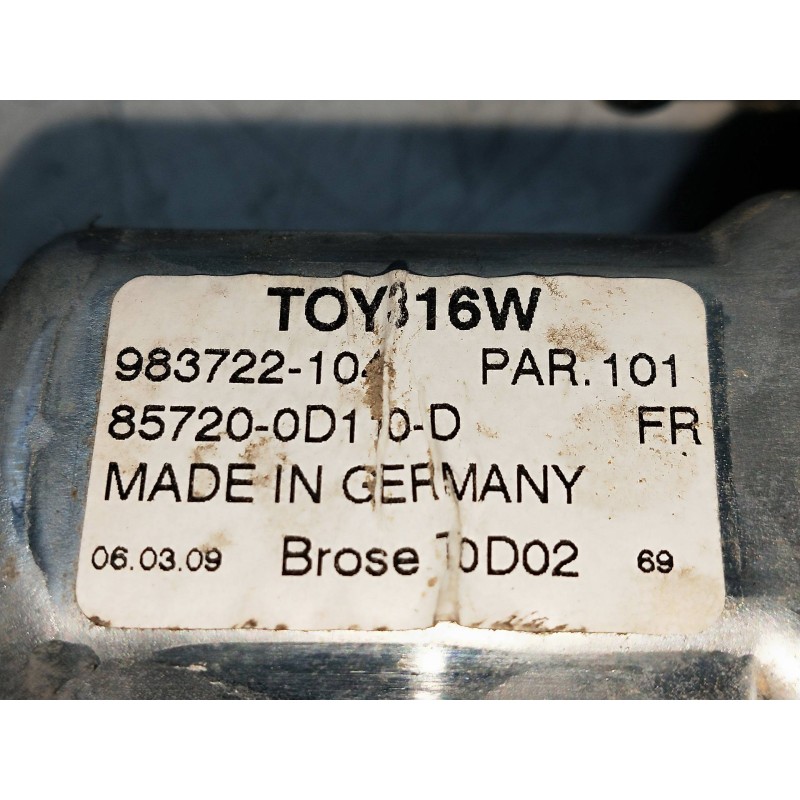 TOY316W
983722-104 PAR.101
85720-0D110-D FR
MADE IN GERMANY
06.03.09 Brose 0D02 69